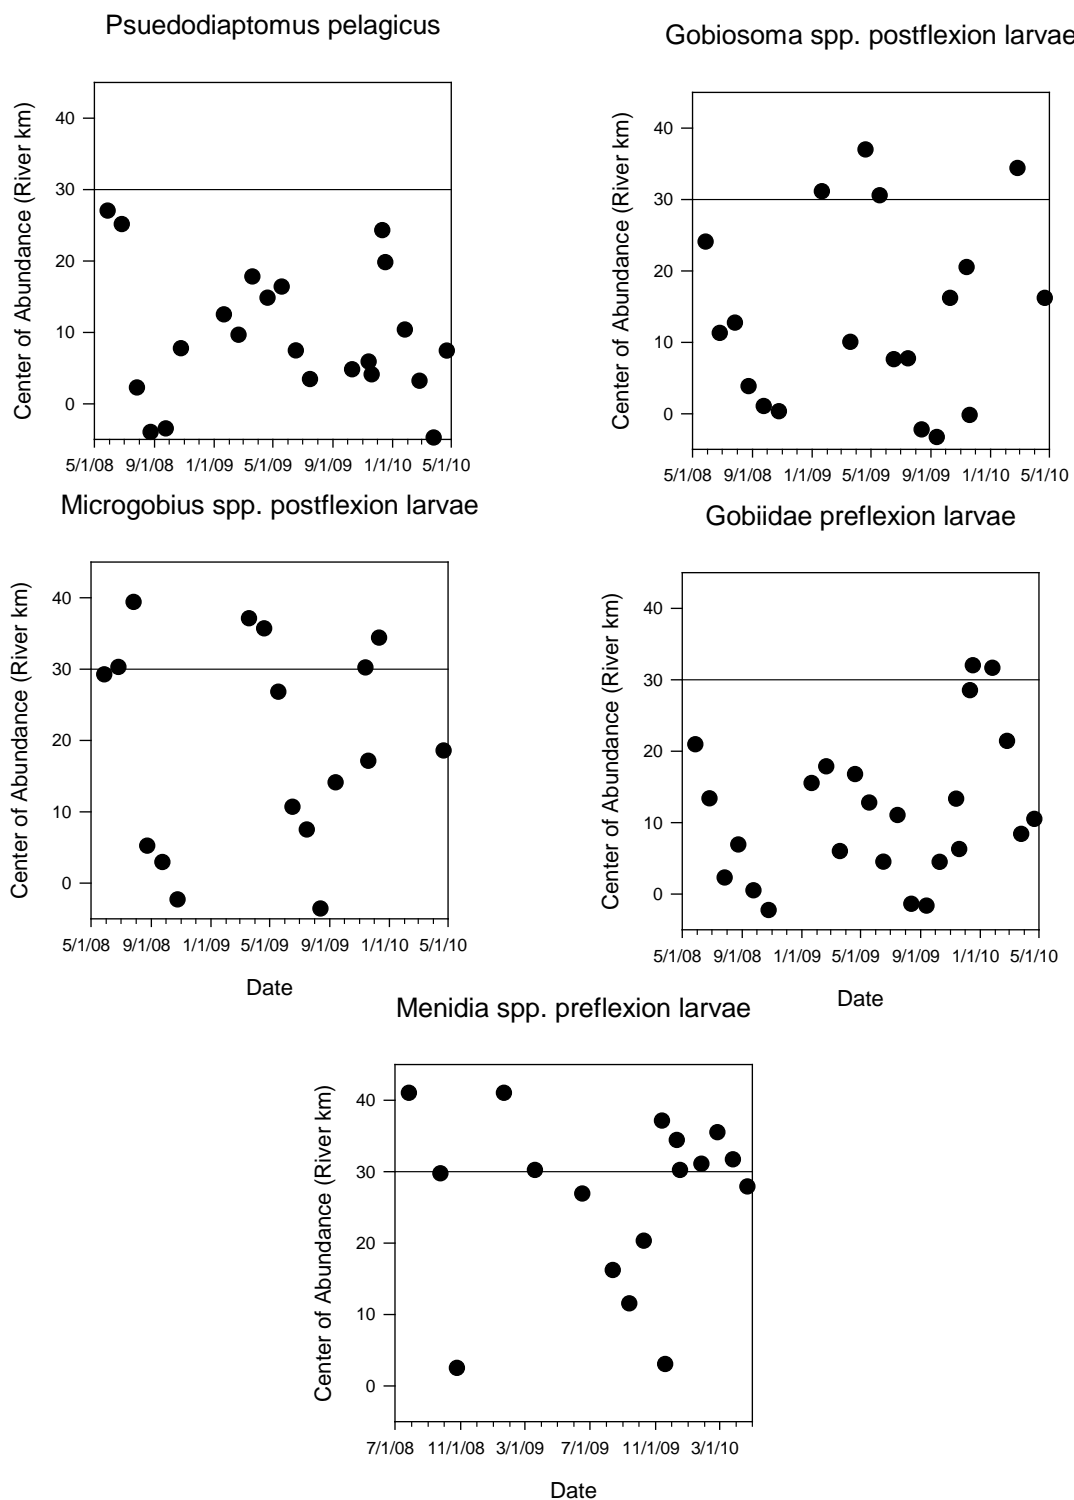 Psuedodiaptomus pelagicus
Center of Abundance (River km)
40
30
20
10
0
5/1/08 9/1/08 1/1/09 5/1/09 9/1/09 1/1/10 5/1/10
Gobiosoma spp. postflexion larvae
Center of Abundance (River km)
40
30
20
10
0
5/1/08 9/1/08 1/1/09 5/1/09 9/1/09 1/1/10 5/1/10
Microgobius spp. postflexion larvae
Center of Abundance (River km)
40
30
20
10
0
5/1/08 9/1/08 1/1/09 5/1/09 9/1/09 1/1/10 5/1/10
Date
Gobiidae preflexion larvae
Center of Abundance (River km)
40
30
20
10
0
5/1/08 9/1/08 1/1/09 5/1/09 9/1/09 1/1/10 5/1/10
Date
Menidia spp. preflexion larvae
Center of Abundance (River km)
40
30
20
10
0
7/1/08 11/1/08 3/1/09 7/1/09 11/1/09 3/1/10
Date